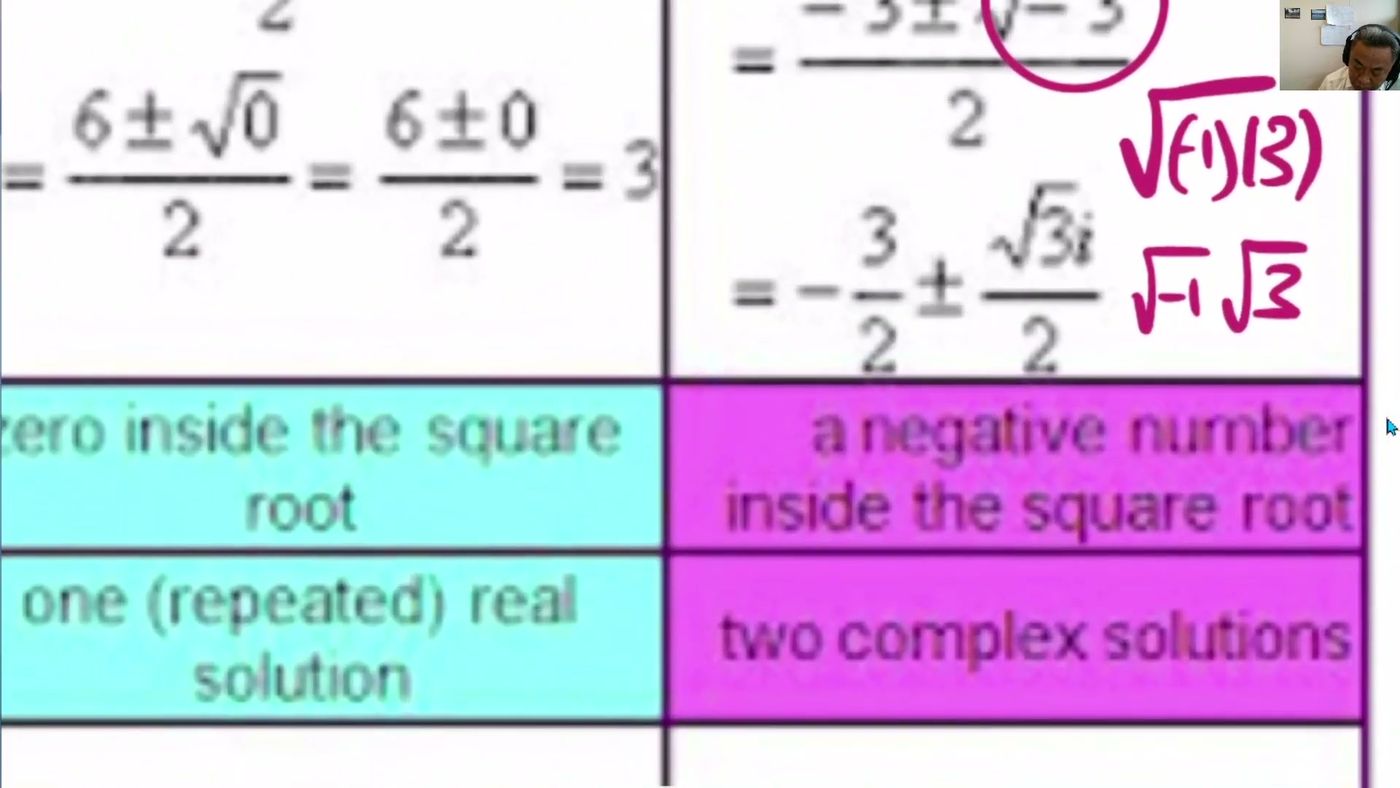 2
= 6 ± √0 / 2 = 6 ± 0 / 2 = 3
zero inside the square
root
one (repeated) real
solution
= −3 ± √−3 / 2
√(-1)(3)
= − 3/2 ± √3i / 2
√-1 √3
a negative number
inside the square root
two complex solutions